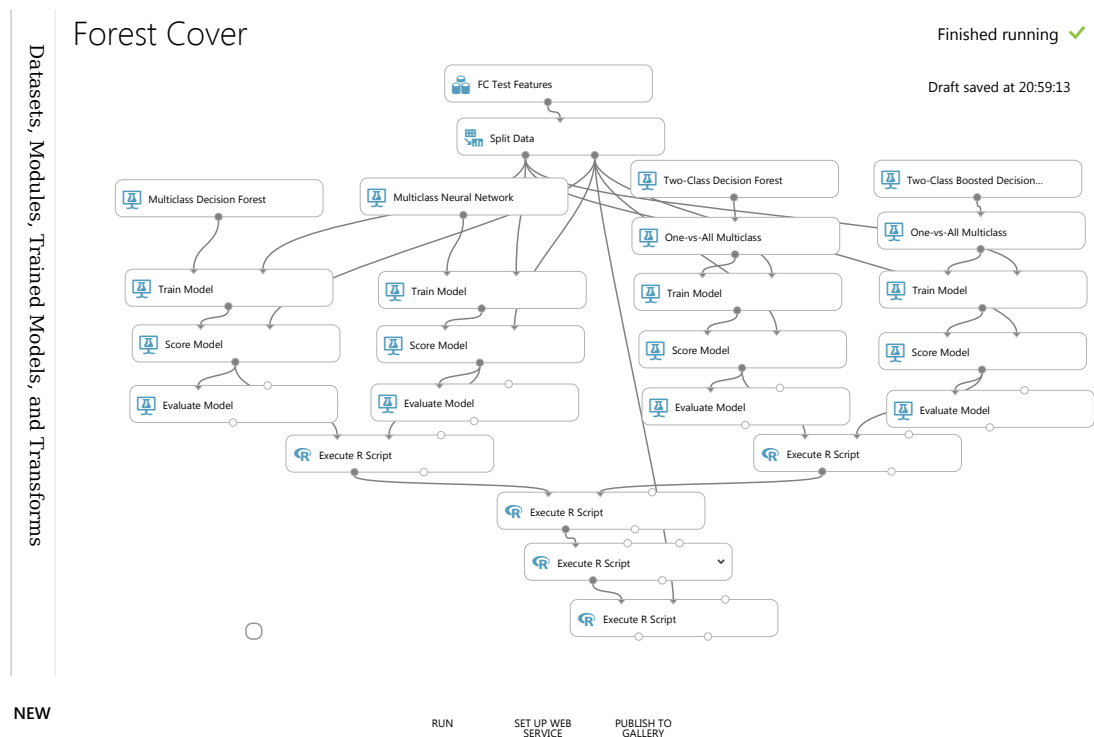 Forest Cover
Finished running
Draft saved at 20:59:13
Datasets, Modules, Trained Models, and Transforms
FC Test Features
Split Data
Multiclass Decision Forest
Multiclass Neural Network
Two-Class Decision Forest
Two-Class Boosted Decision...
One-vs-All Multiclass
One-vs-All Multiclass
Train Model
Train Model
Train Model
Train Model
Score Model
Score Model
Score Model
Score Model
Evaluate Model
Evaluate Model
Evaluate Model
Evaluate Model
Execute R Script
Execute R Script
Execute R Script
Execute R Script
Execute R Script
NEW
RUN
SET UP WEB
SERVICE
PUBLISH TO
GALLERY